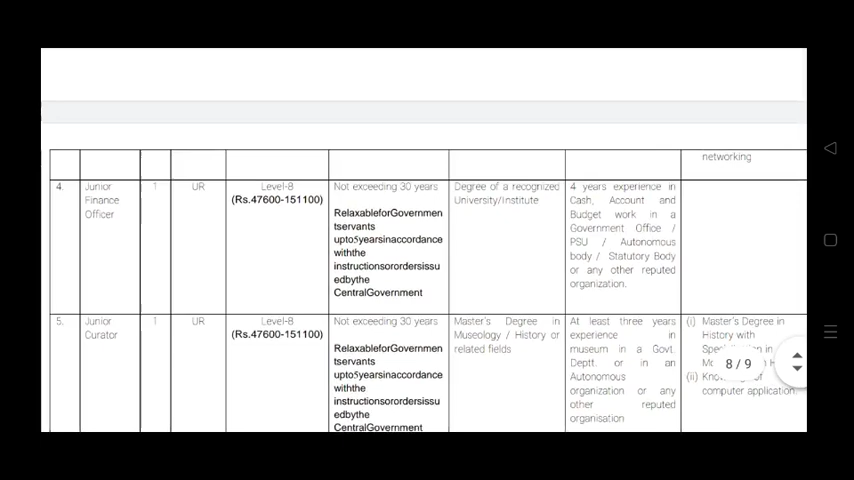 networking
4.
Junior
Finance
Officer
1
UR
Level-8
(Rs.47600-151100)
Not exceeding 30 years
RelaxableforGovernmen
tservants
upto5yearsinaccordance
withthe
instructionsorordersissu
edbythe
CentralGovernment
Degree of a recognized
University/Institute
4 years experience in
Cash, Account and
Budget work in a
Government Office /
PSU / Autonomous
body / Statutory Body
or any other reputed
organization.
5.
Junior
Curator
1
UR
Level-8
(Rs.47600-151100)
Not exceeding 30 years
RelaxableforGovernmen
tservants
upto5yearsinaccordance
withthe
instructionsorordersissu
edbythe
CentralGovernment
Master's Degree in
Museology / History or
related fields
At least three years
experience in
museum in a Govt.
Deptt. or in an
Autonomous
organization or any
other reputed
organisation
(i) Master's Degree in
History with
in
(ii) of
computer application.
8 / 9